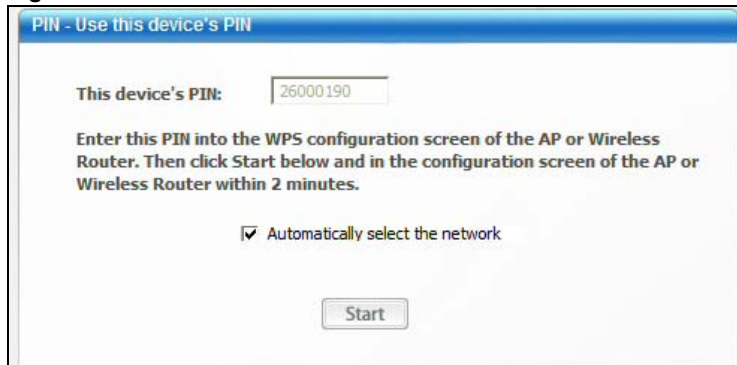 PIN - Use this device's PIN
This device's PIN: 26000190
Enter this PIN into the WPS configuration screen of the AP or Wireless
Router. Then click Start below and in the configuration screen of the AP or
Wireless Router within 2 minutes.
Automatically select the network
Start